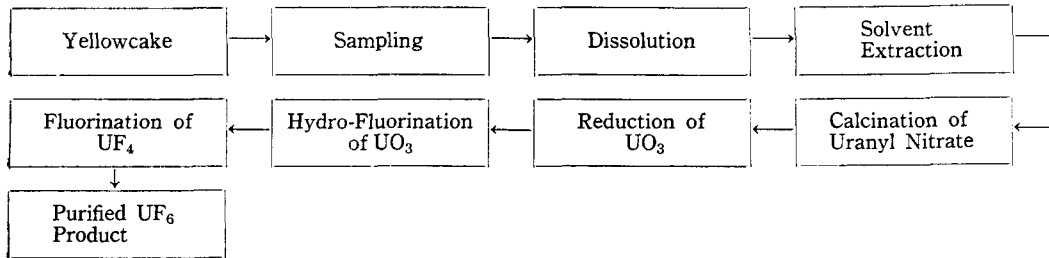 Yellowcake
Sampling
Dissolution
Solvent
Extraction
Calcination of
Uranyl Nitrate
Reduction of
UO₃
Hydro-Fluorination
of UO₃
Fluorination of
UF₄
Purified UF₆
Product